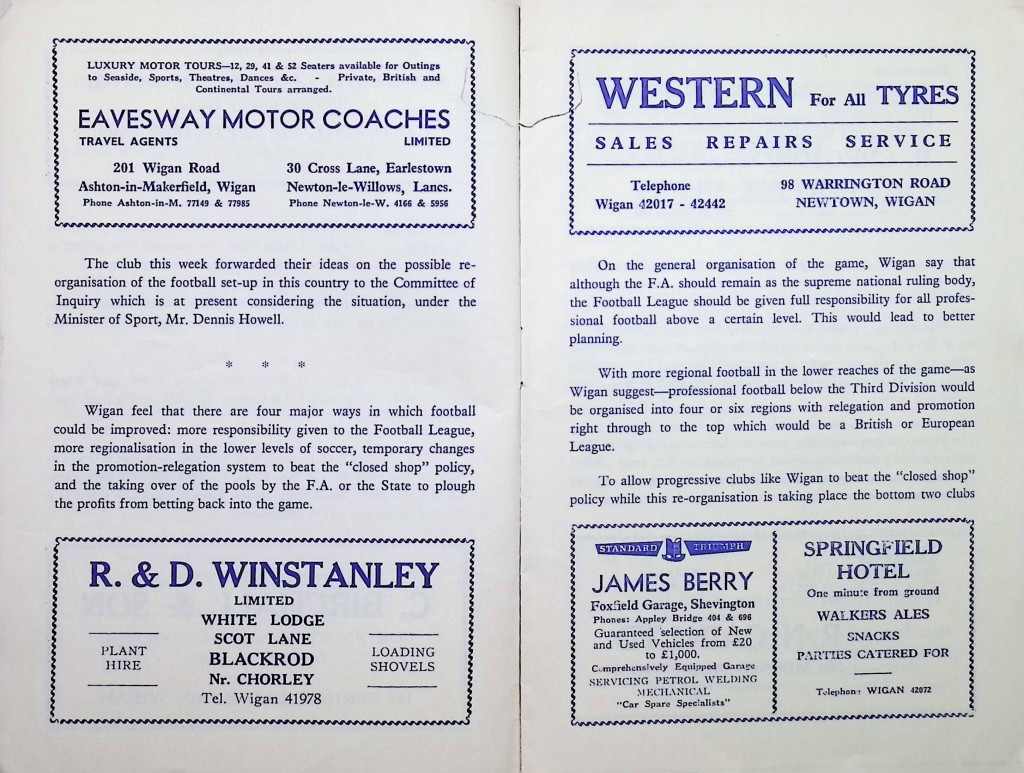 LUXURY MOTOR TOURS—12, 29, 41 & 52 Seaters available for Outings
to Seaside, Sports, Theatres, Dances &c. - Private, British and
Continental Tours arranged.
EAVESWAY MOTOR COACHES
TRAVEL AGENTS LIMITED
201 Wigan Road
Ashton-in-Makerfield, Wigan
Phone Ashton-in-M. 77149 & 77985
30 Cross Lane, Earlestown
Newton-le-Willows, Lancs.
Phone Newton-le-W. 4166 & 5956
The club this week forwarded their ideas on the possible re-
organisation of the football set-up in this country to the Committee of
Inquiry which is at present considering the situation, under the
Minister of Sport, Mr. Dennis Howell.
* * *
Wigan feel that there are four major ways in which football
could be improved: more responsibility given to the Football League,
more regionalisation in the lower levels of soccer, temporary changes
in the promotion-relegation system to beat the "closed shop" policy,
and the taking over of the pools by the F.A. or the State to plough
the profits from betting back into the game.
R. & D. WINSTANLEY
LIMITED
WHITE LODGE
SCOT LANE
BLACKROD
Nr. CHORLEY
Tel. Wigan 41978
PLANT
HIRE
LOADING
SHOVELS
WESTERN For All TYRES
SALES REPAIRS SERVICE
Telephone
Wigan 42017 - 42442
98 WARRINGTON ROAD
NEWTOWN, WIGAN
On the general organisation of the game, Wigan say that
although the F.A. should remain as the supreme national ruling body,
the Football League should be given full responsibility for all profes-
sional football above a certain level. This would lead to better
planning.
With more regional football in the lower reaches of the game—as
Wigan suggest—professional football below the Third Division would
be organised into four or six regions with relegation and promotion
right through to the top which would be a British or European
League.
To allow progressive clubs like Wigan to beat the "closed shop"
policy while this re-organisation is taking place the bottom two clubs
STANDARD TRIUMPH
JAMES BERRY
Foxfield Garage, Shevington
Phones: Appley Bridge 404 & 696
Guaranteed selection of New
and Used Vehicles from £20
to £1,000.
Comprehensively Equipped Garage
SERVICING PETROL WELDING
MECHANICAL
"Car Spare Specialists"
SPRINGFIELD
HOTEL
One minute from ground
WALKERS ALES
SNACKS
PARTIES CATERED FOR
Telephone WIGAN 42072